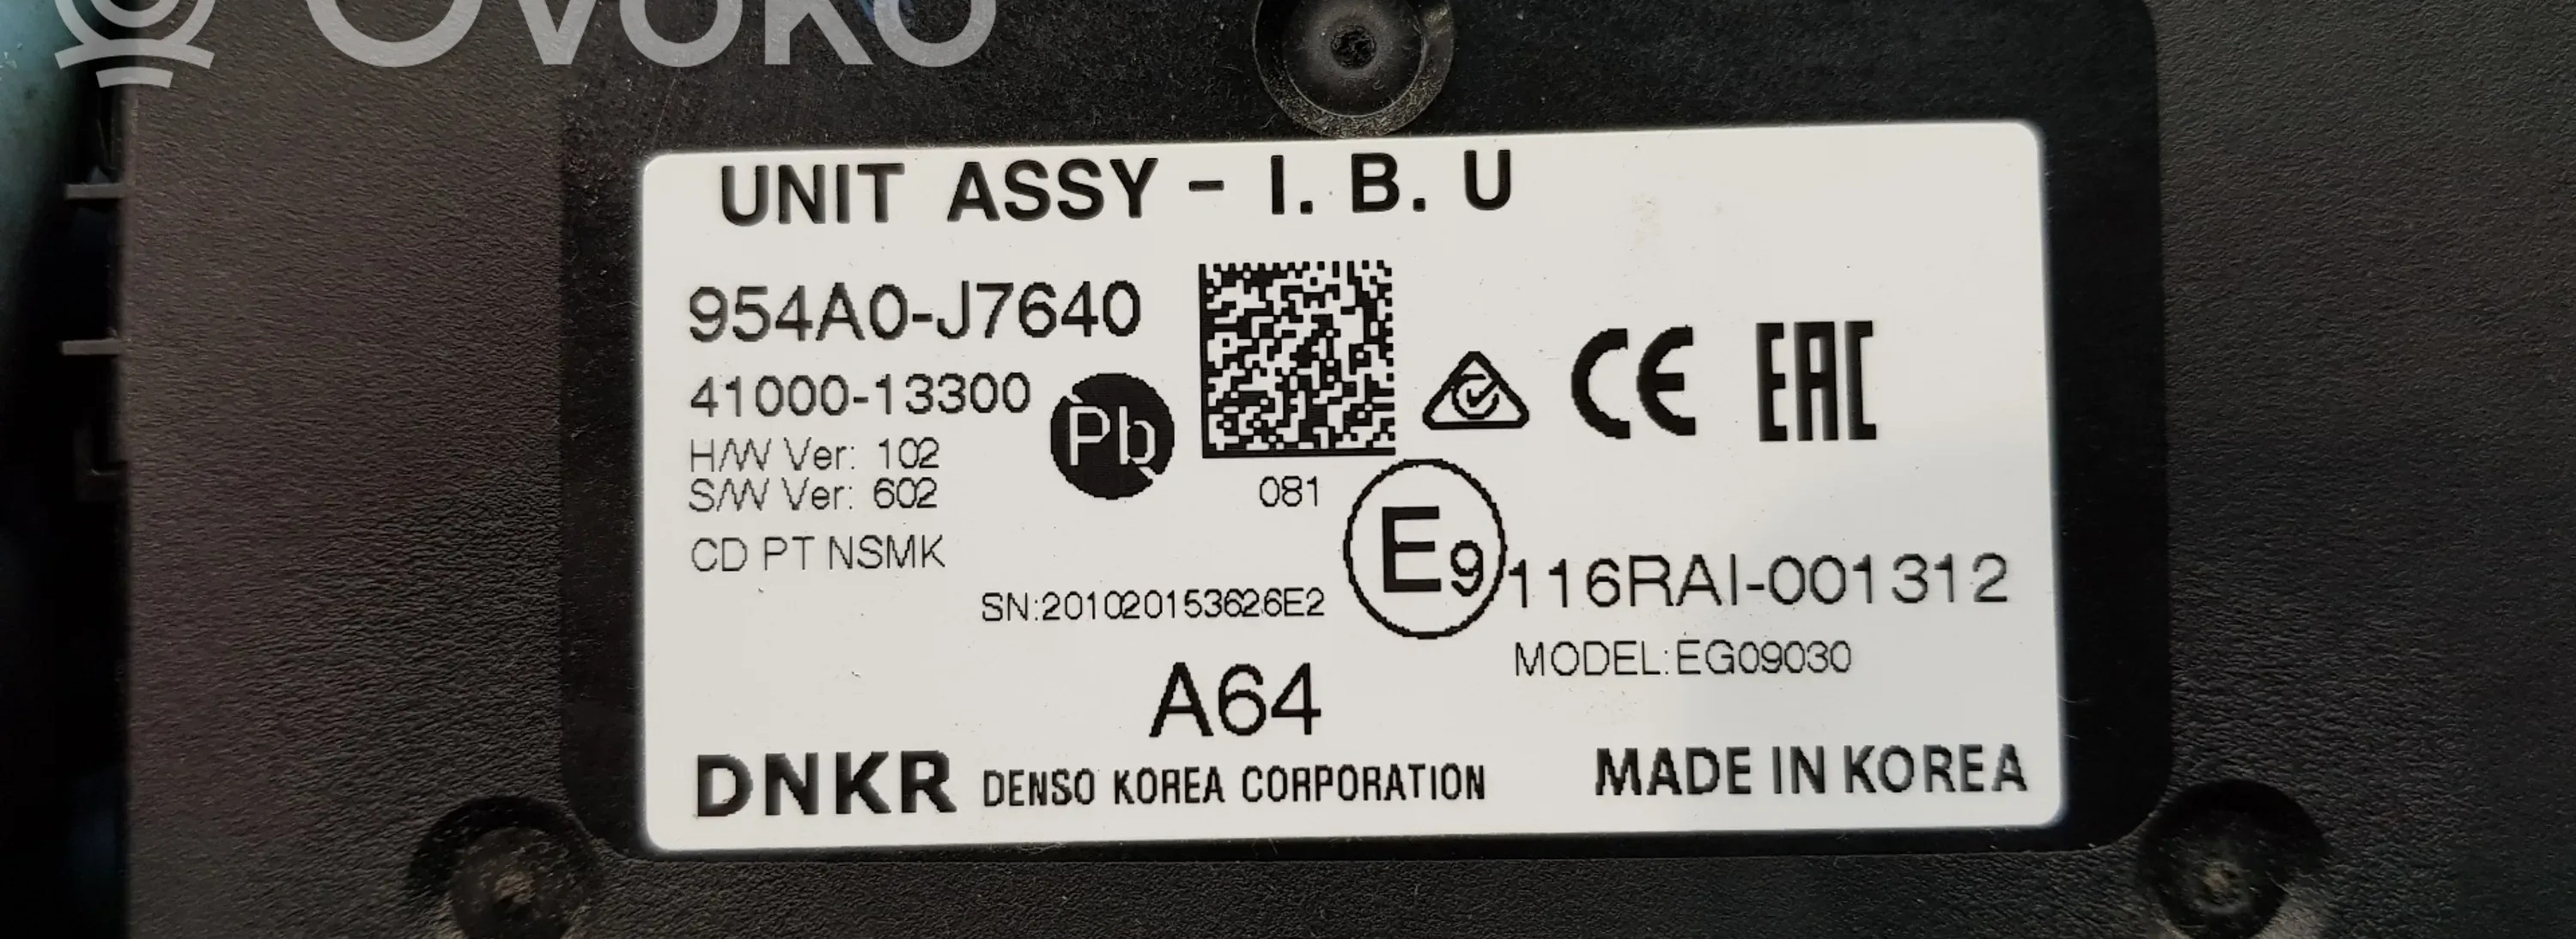 OVOKO
UNIT ASSY - I. B. U
954A0-J7640
41000-13300
Pb
H/W Ver: 102
S/W Ver: 602
081
CE EAC
CD PT NSMK
SN:201020153626E2
E9 116RAI-001312
MODEL:EG09030
A64
DNKR DENSO KOREA CORPORATION
MADE IN KOREA